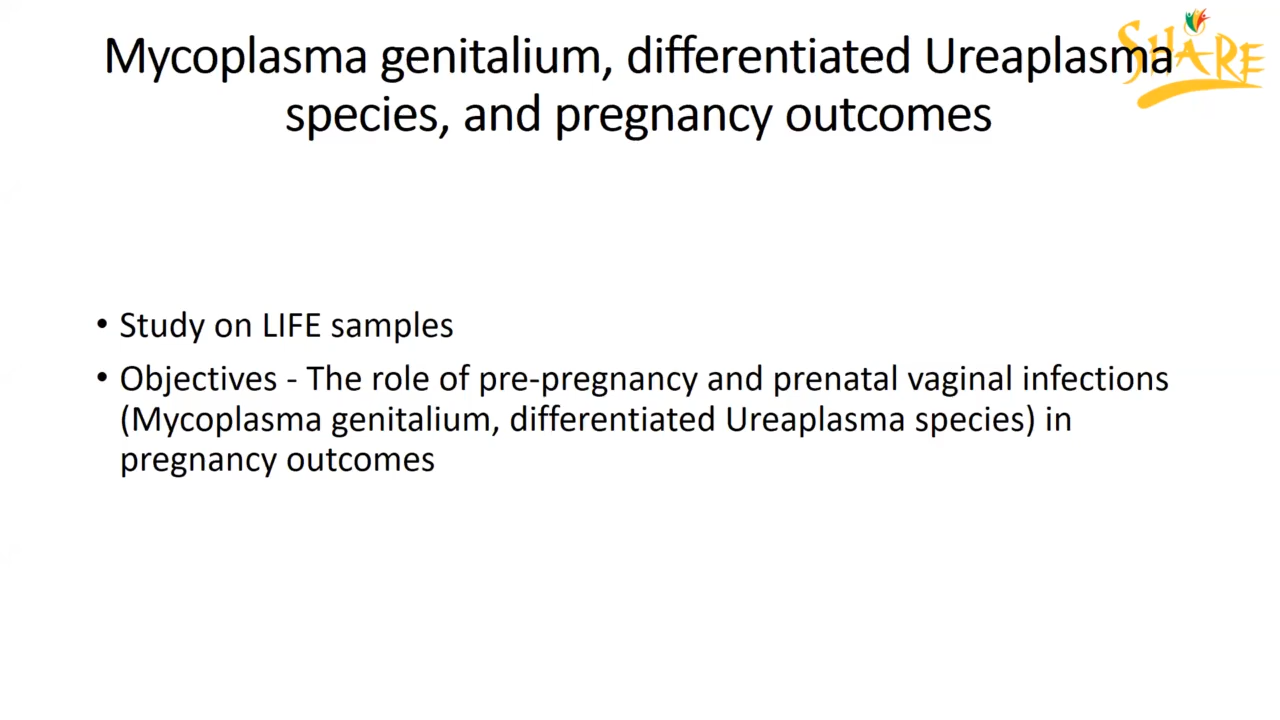 SHARE
Mycoplasma genitalium, differentiated Ureaplasma
species, and pregnancy outcomes
• Study on LIFE samples
• Objectives - The role of pre-pregnancy and prenatal vaginal infections
(Mycoplasma genitalium, differentiated Ureaplasma species) in
pregnancy outcomes